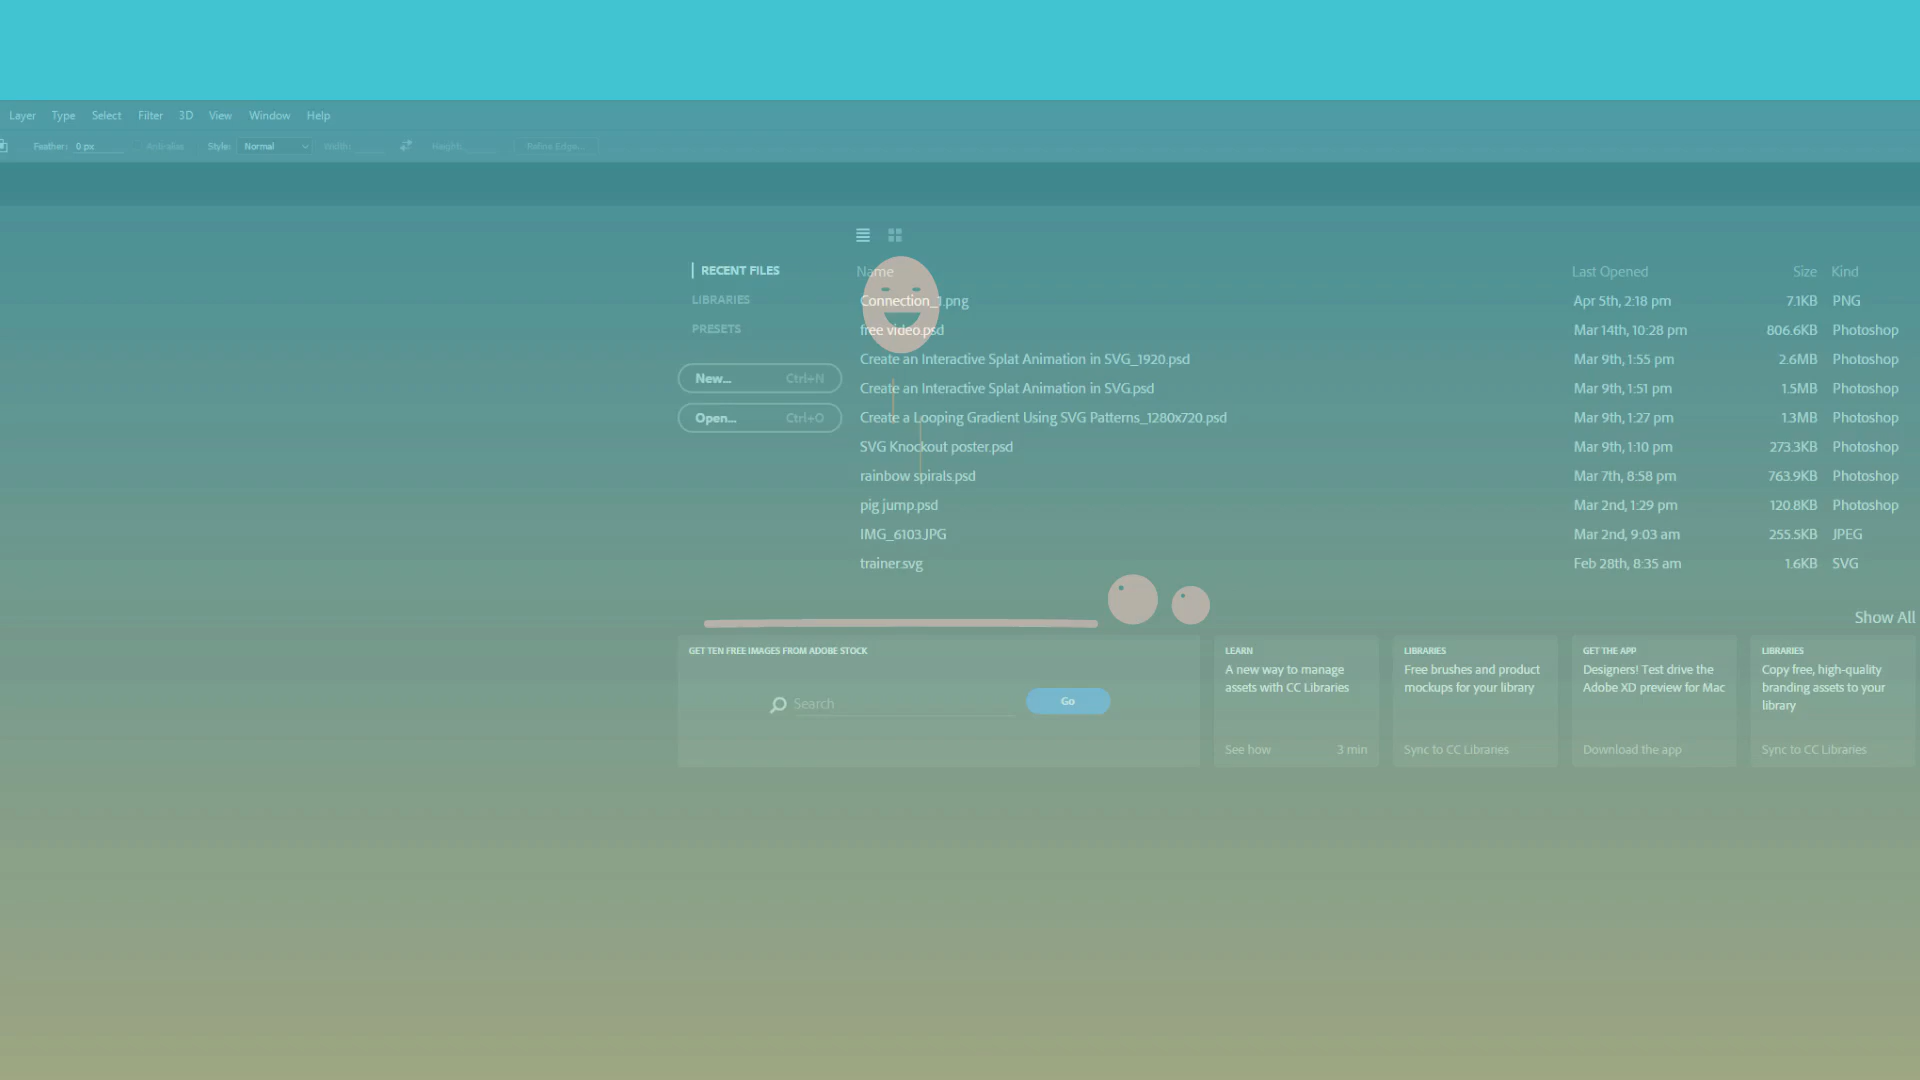 Layer Type Select Filter 3D View Window Help
Feather: 0 px Anti-alias Style: Normal Width: Height: Refine Edge...
RECENT FILES
LIBRARIES
PRESETS
New... Ctrl+N
Open... Ctrl+O
Name Last Opened Size Kind
Connection_1.png Apr 5th, 2:18 pm 7.1KB PNG
free video.psd Mar 14th, 10:28 pm 806.6KB Photoshop
Create an Interactive Splat Animation in SVG_1920.psd Mar 9th, 1:55 pm 2.6MB Photoshop
Create an Interactive Splat Animation in SVG.psd Mar 9th, 1:51 pm 1.5MB Photoshop
Create a Looping Gradient Using SVG Patterns_1280x720.psd Mar 9th, 1:27 pm 1.3MB Photoshop
SVG Knockout poster.psd Mar 9th, 1:10 pm 273.3KB Photoshop
rainbow spirals.psd Mar 7th, 8:58 pm 763.9KB Photoshop
pig jump.psd Mar 2nd, 1:29 pm 120.8KB Photoshop
IMG_6103.JPG Mar 2nd, 9:03 am 255.5KB JPEG
trainer.svg Feb 28th, 8:35 am 1.6KB SVG
Show All
GET TEN FREE IMAGES FROM ADOBE STOCK
Search Go
LEARN
A new way to manage
assets with CC Libraries
See how 3 min
LIBRARIES
Free brushes and product
mockups for your library
Sync to CC Libraries
GET THE APP
Designers! Test drive the
Adobe XD preview for Mac
Download the app
LIBRARIES
Copy free, high-quality
branding assets to your
library
Sync to CC Libraries